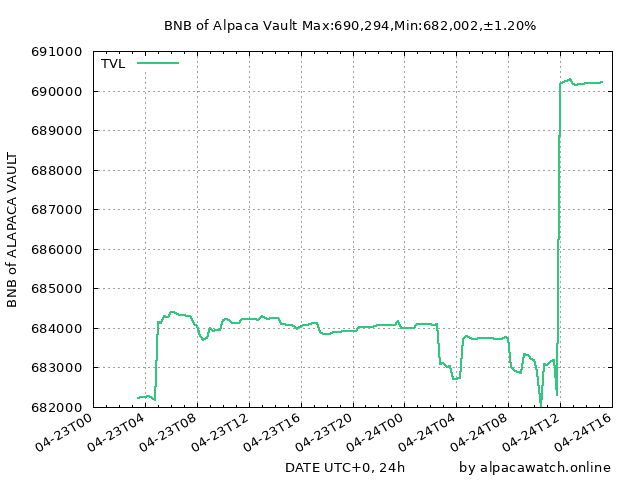 BNB of Alpaca Vault Max:690,294,Min:682,002,±1.20%
TVL
BNB of ALAPACA VAULT
691000
690000
689000
688000
687000
686000
685000
684000
683000
682000
04-23T00
04-23T04
04-23T08
04-23T12
04-23T16
04-23T20
04-24T00
04-24T04
04-24T08
04-24T12
04-24T16
DATE UTC+0, 24h
by alpacawatch.online